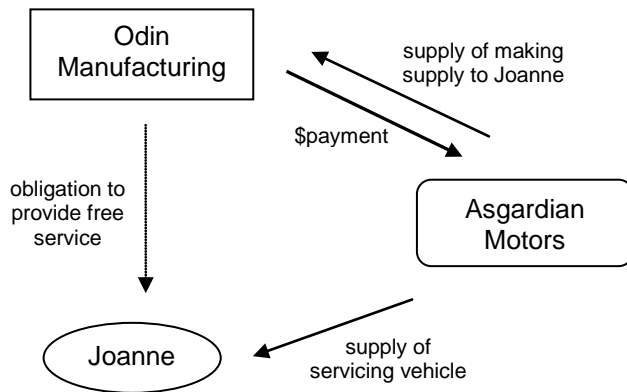 Odin
Manufacturing
supply of making
supply to Joanne
$payment
obligation to
provide free
service
Asgardian
Motors
Joanne
supply of
servicing vehicle